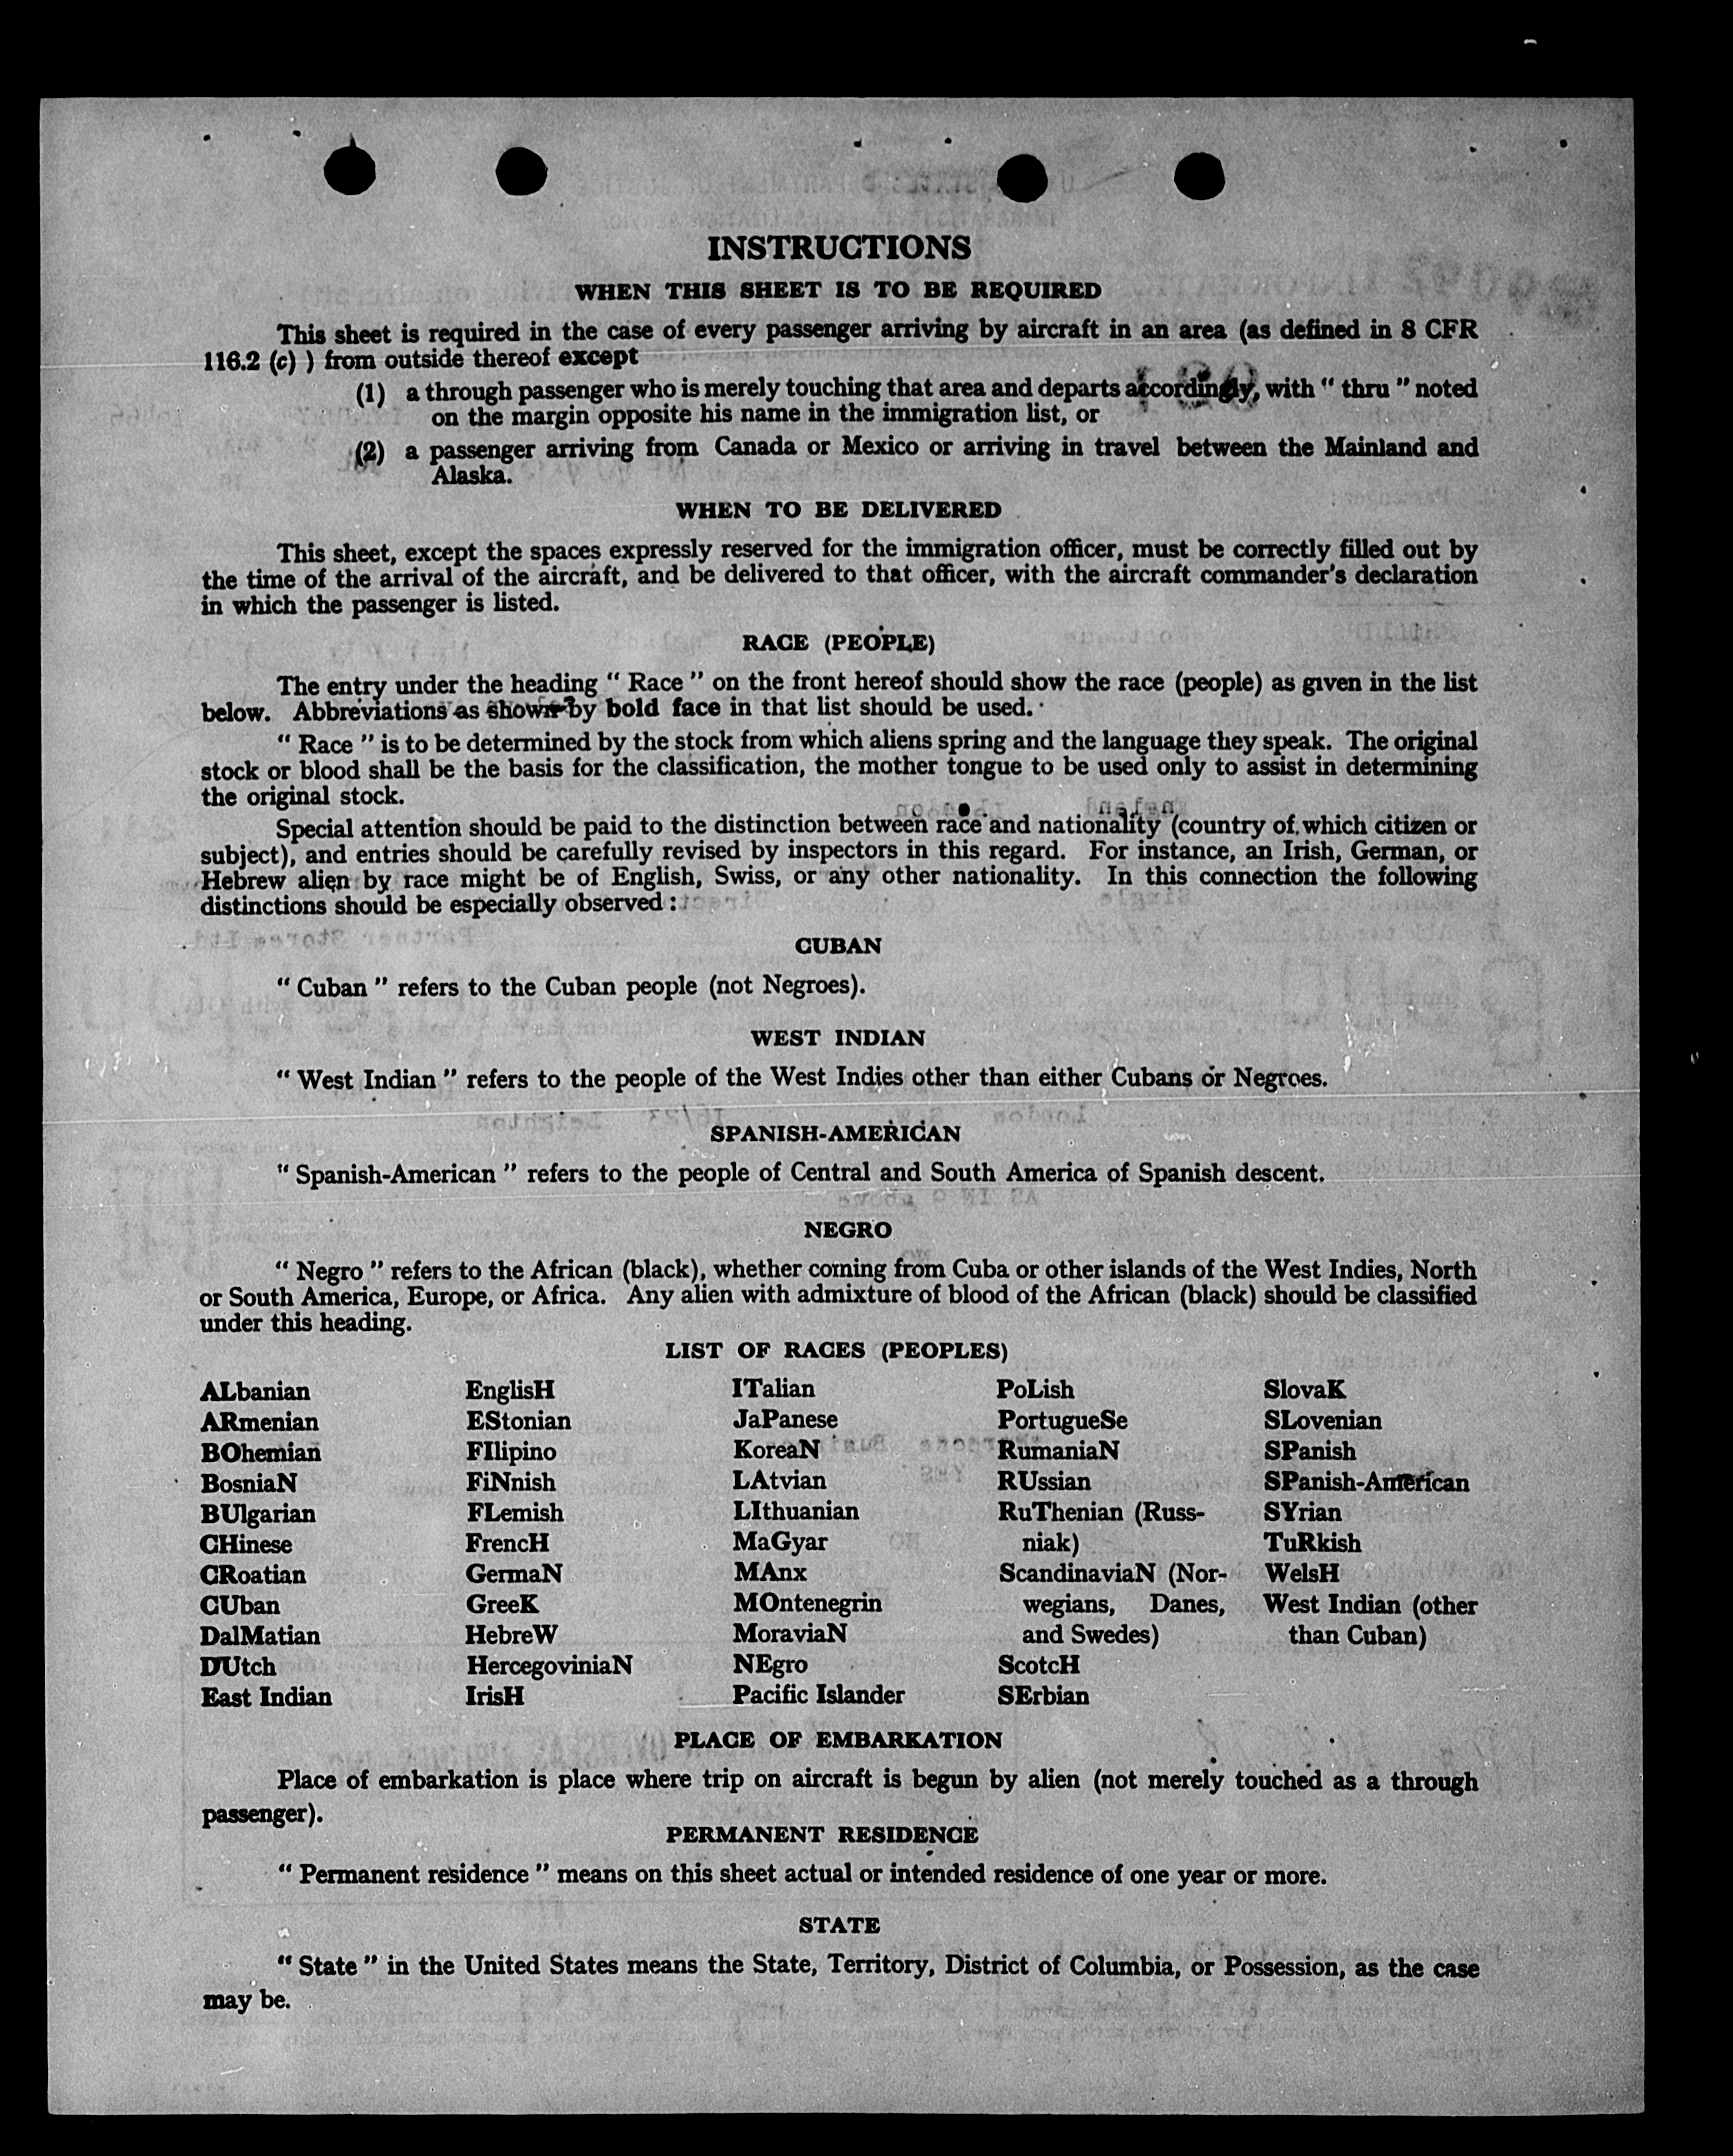 INSTRUCTIONS
WHEN THIS SHEET IS TO BE REQUIRED
This sheet is required in the case of every passenger arriving by aircraft in an area (as defined in 8 CFR
116.2 (c) ) from outside thereof except
(1) a through passenger who is merely touching that area and departs accordingly, with “ thru ” noted
on the margin opposite his name in the immigration list, or
(2) a passenger arriving from Canada or Mexico or arriving in travel between the Mainland and
Alaska.
WHEN TO BE DELIVERED
This sheet, except the spaces expressly reserved for the immigration officer, must be correctly filled out by
the time of the arrival of the aircraft, and be delivered to that officer, with the aircraft commander's declaration
in which the passenger is listed.
RACE (PEOPLE)
The entry under the heading “ Race ” on the front hereof should show the race (people) as given in the list
below. Abbreviations as shown by bold face in that list should be used.
“ Race ” is to be determined by the stock from which aliens spring and the language they speak. The original
stock or blood shall be the basis for the classification, the mother tongue to be used only to assist in determining
the original stock.
Special attention should be paid to the distinction between race and nationality (country of which citizen or
subject), and entries should be carefully revised by inspectors in this regard. For instance, an Irish, German, or
Hebrew alien by race might be of English, Swiss, or any other nationality. In this connection the following
distinctions should be especially observed :
CUBAN
“ Cuban ” refers to the Cuban people (not Negroes).
WEST INDIAN
“ West Indian ” refers to the people of the West Indies other than either Cubans or Negroes.
SPANISH-AMERICAN
“ Spanish-American ” refers to the people of Central and South America of Spanish descent.
NEGRO
“ Negro ” refers to the African (black), whether coming from Cuba or other islands of the West Indies, North
or South America, Europe, or Africa. Any alien with admixture of blood of the African (black) should be classified
under this heading.
LIST OF RACES (PEOPLES)
ALbanian
ARmenian
BOhemian
BosniaN
BUlgarian
CHinese
CRoatian
CUban
DalMatian
DUtch
East Indian
EnglisH
EStonian
FIlipino
FiNnish
FLemish
FrencH
GermaN
GreeK
HebreW
HercegoviniaN
IrisH
ITalian
JaPanese
KoreaN
LAtvian
LIthuanian
MaGyar
MAnx
MOntenegrin
MoraviaN
NEgro
Pacific Islander
PoLish
PortugueSe
RumaniaN
RUssian
RuThenian (Russ-
niak)
ScandinaviaN (Nor-
wegians, Danes,
and Swedes)
ScotcH
SErbian
SlovaK
SLovenian
SPanish
SPanish-American
SYrian
TuRkish
WelsH
West Indian (other
than Cuban)
PLACE OF EMBARKATION
Place of embarkation is place where trip on aircraft is begun by alien (not merely touched as a through
passenger).
PERMANENT RESIDENCE
“ Permanent residence ” means on this sheet actual or intended residence of one year or more.
STATE
“ State ” in the United States means the State, Territory, District of Columbia, or Possession, as the case
may be.